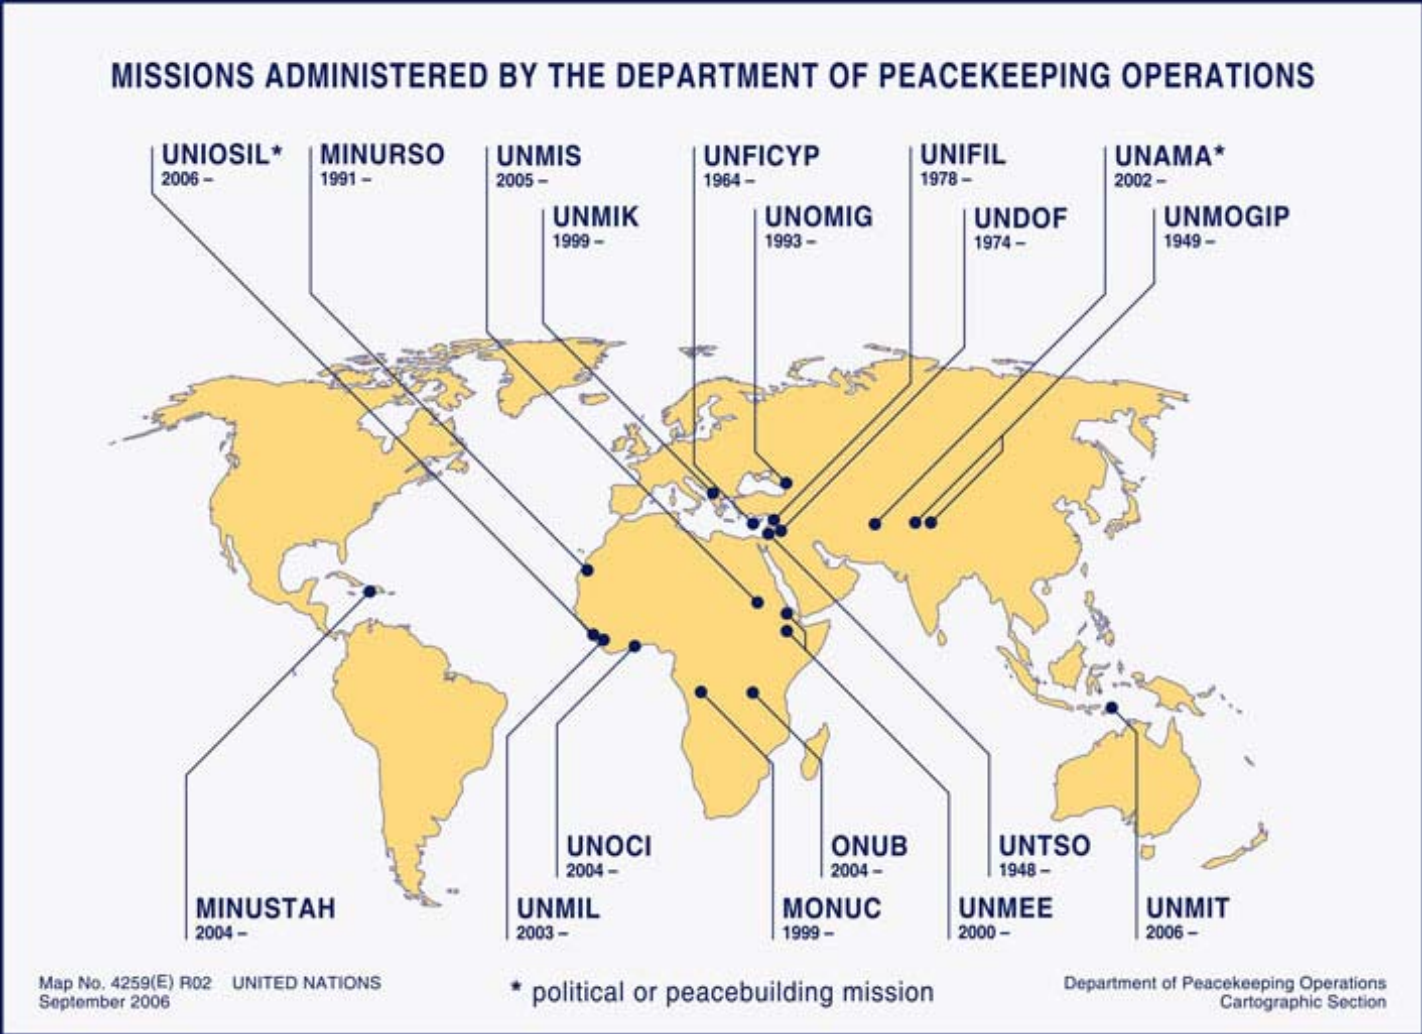 MISSIONS ADMINISTERED BY THE DEPARTMENT OF PEACEKEEPING OPERATIONS
UNIOSIL*
2006 –
MINURSO
1991 –
UNMIS
2005 –
UNFICYP
1964 –
UNIFIL
1978 –
UNAMA*
2002 –
UNMIK
1999 –
UNOMIG
1993 –
UNDOF
1974 –
UNMOGIP
1949 –
UNOCI
2004 –
ONUB
2004 –
UNTSO
1948 –
MINUSTAH
2004 –
UNMIL
2003 –
MONUC
1999 –
UNMEE
2000 –
UNMIT
2006 –
Map No. 4259(E) R02 UNITED NATIONS
September 2006
* political or peacebuilding mission
Department of Peacekeeping Operations
Cartographic Section